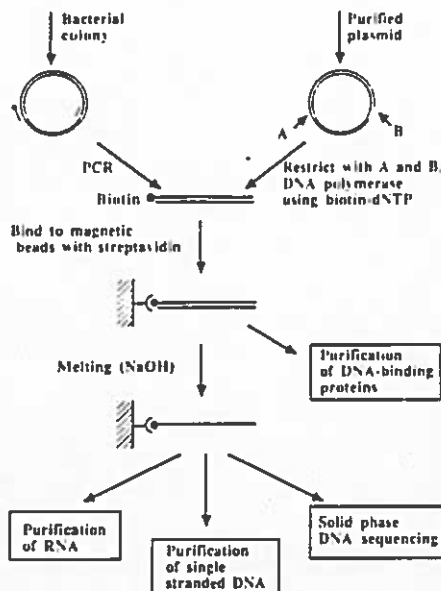 Bacterial
colony
Purified
plasmid
A
B
PCR
Restrict with A and B,
DNA polymerase
using biotin-dNTP
Biotin
Bind to magnetic
beads with streptavidin
Melting (NaOH)
Purification
of DNA-binding
proteins
Purification
of RNA
Purification
of single
stranded DNA
Solid phase
DNA sequencing